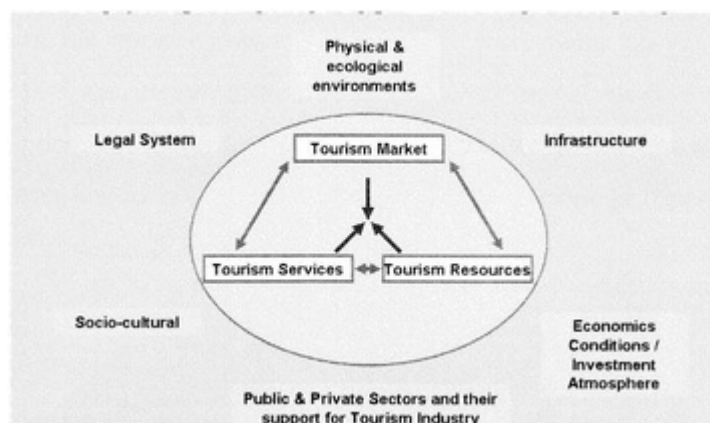 Physical &
ecological
environments
Legal System
Infrastructure
Tourism Market
Tourism Services
Tourism Resources
Socio-cultural
Economics
Conditions /
Investment
Atmosphere
Public & Private Sectors and their
support for Tourism Industry